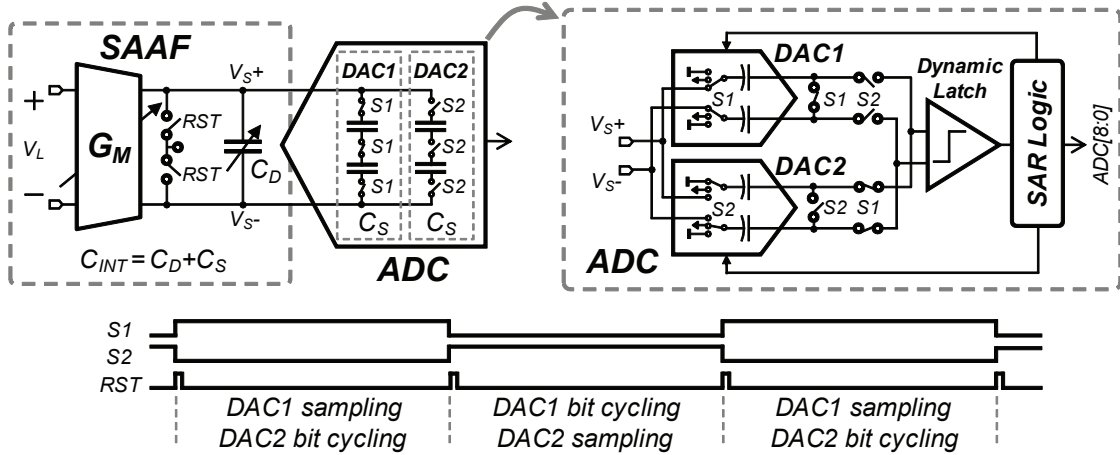 SAAF
V_L
+
−
G_M
RST
RST
V_S+
C_D
V_S-
C_INT = C_D+C_S
DAC1
DAC2
S1
S2
S1
S2
S1
S2
C_S
C_S
ADC
V_S+
V_S-
DAC1
S1
S1
S2
DAC2
S2
S2
S1
Dynamic
Latch
SAR Logic
ADC[8:0]
ADC
S1
S2
RST
DAC1 sampling
DAC2 bit cycling
DAC1 bit cycling
DAC2 sampling
DAC1 sampling
DAC2 bit cycling